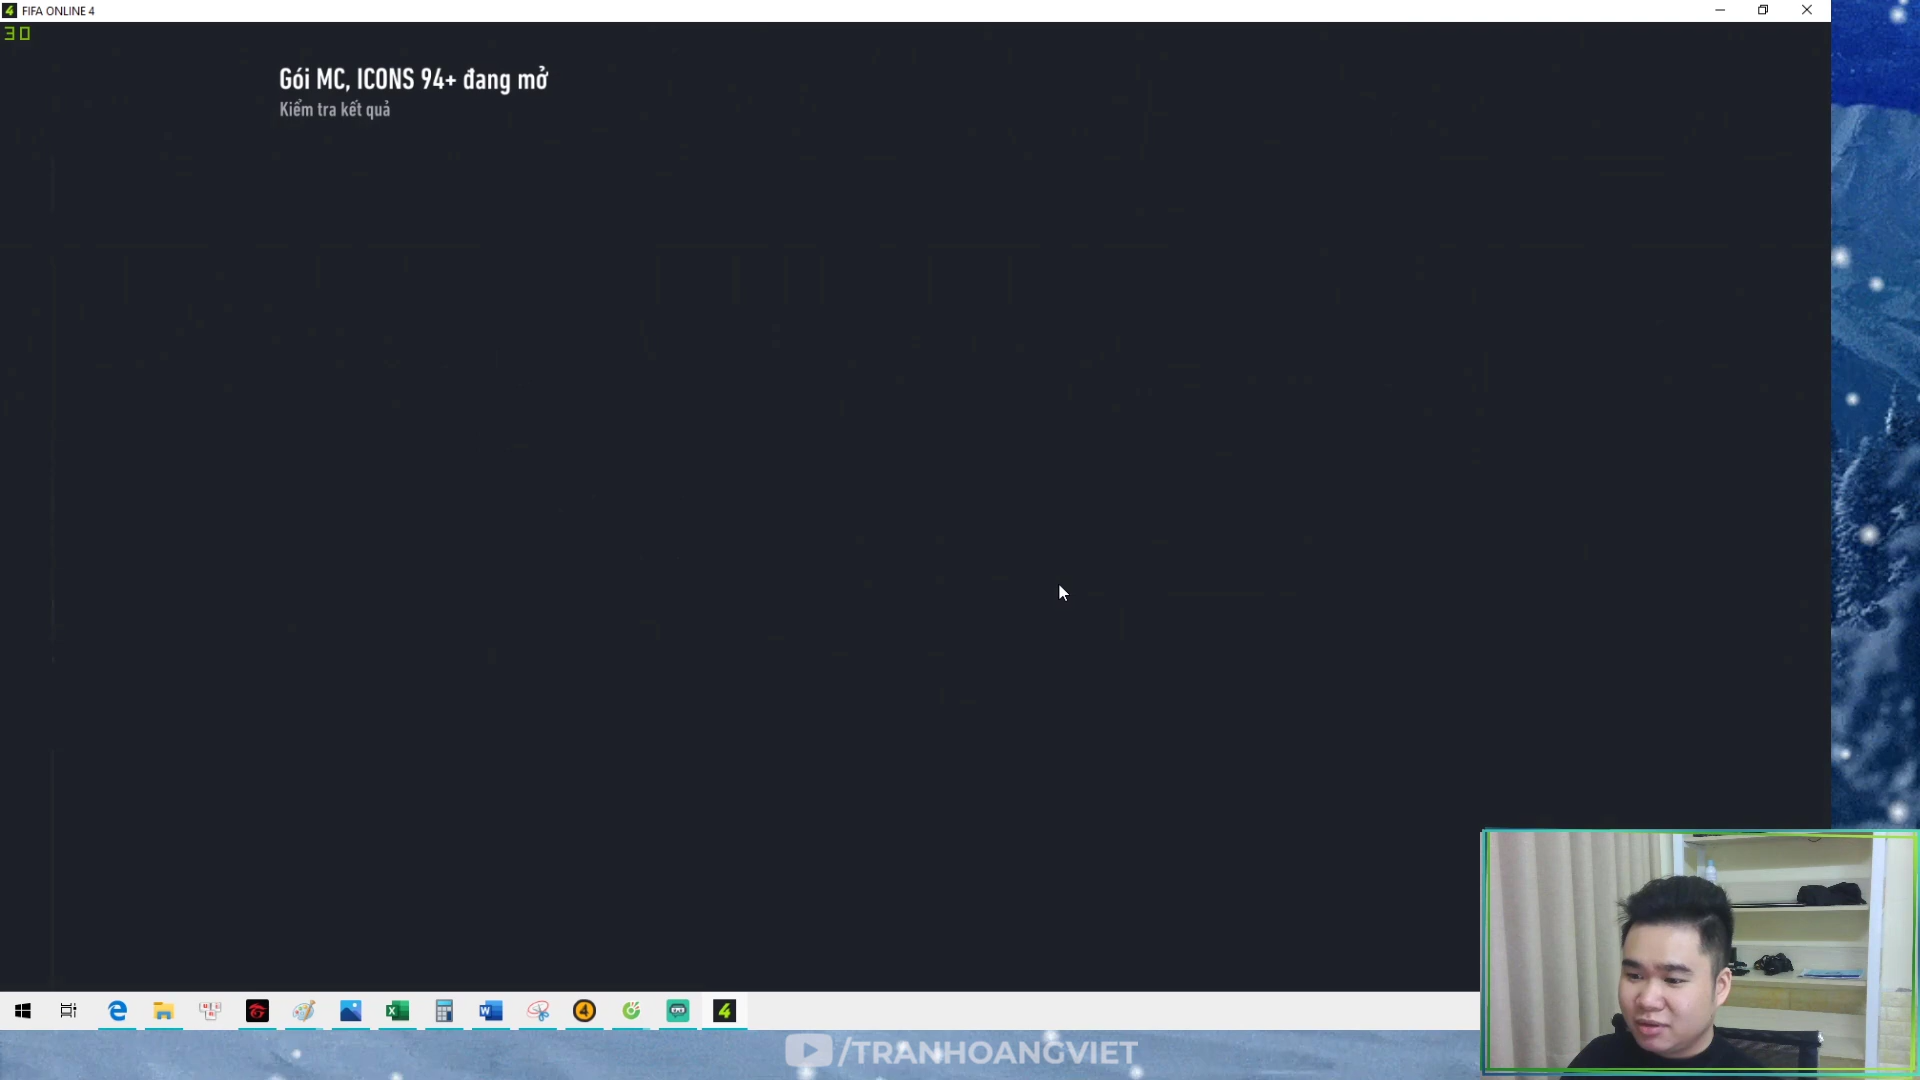 FIFA ONLINE 4
30
Gói MC, ICONS 94+ đang mở
Kiểm tra kết quả
/TRANHOANGVIET